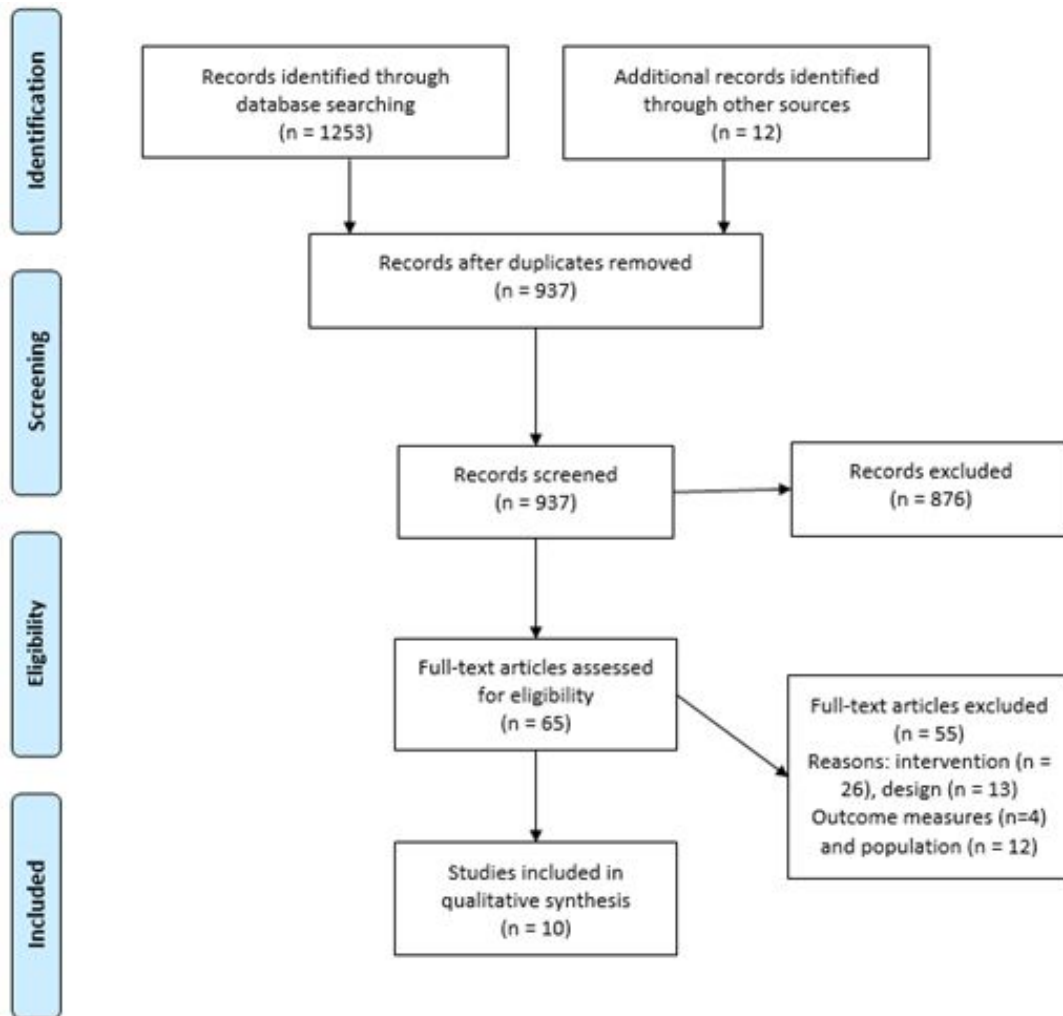 Identification
Records identified through
database searching
(n = 1253)
Additional records identified
through other sources
(n = 12)
Records after duplicates removed
(n = 937)
Screening
Records screened
(n = 937)
Records excluded
(n = 876)
Eligibility
Full-text articles assessed
for eligibility
(n = 65)
Full-text articles excluded
(n = 55)
Reasons: intervention (n =
26), design (n = 13)
Outcome measures (n=4)
and population (n = 12)
Included
Studies included in
qualitative synthesis
(n = 10)